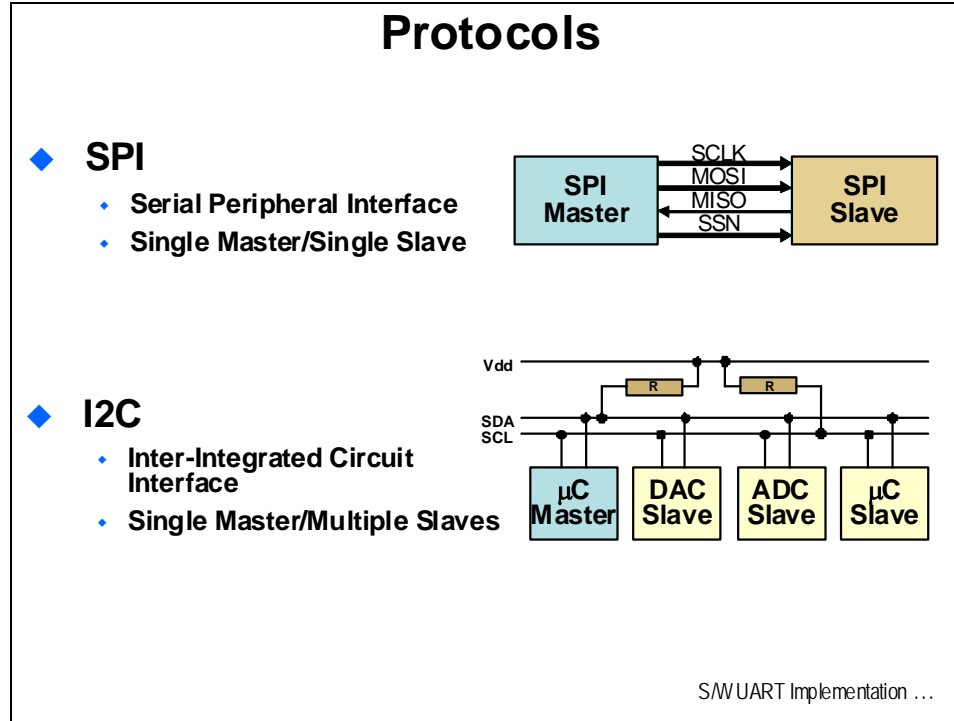 Protocols
SPI
Serial Peripheral Interface
Single Master/Single Slave
SPI
Master
SCLK
MOSI
MISO
SSN
SPI
Slave
I2C
Inter-Integrated Circuit
Interface
Single Master/Multiple Slaves
Vdd
R
R
SDA
SCL
μC
Master
DAC
Slave
ADC
Slave
μC
Slave
S/W UART Implementation …